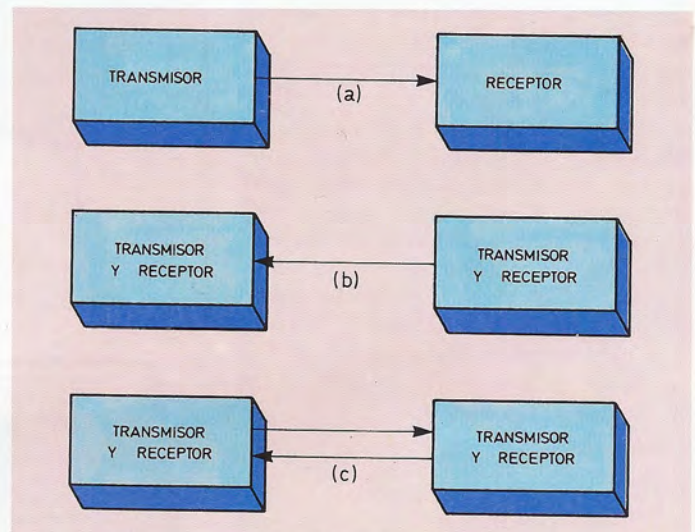 TRANSMISOR
(a)
RECEPTOR
TRANSMISOR
Y RECEPTOR
(b)
TRANSMISOR
Y RECEPTOR
TRANSMISOR
Y RECEPTOR
(c)
TRANSMISOR
Y RECEPTOR